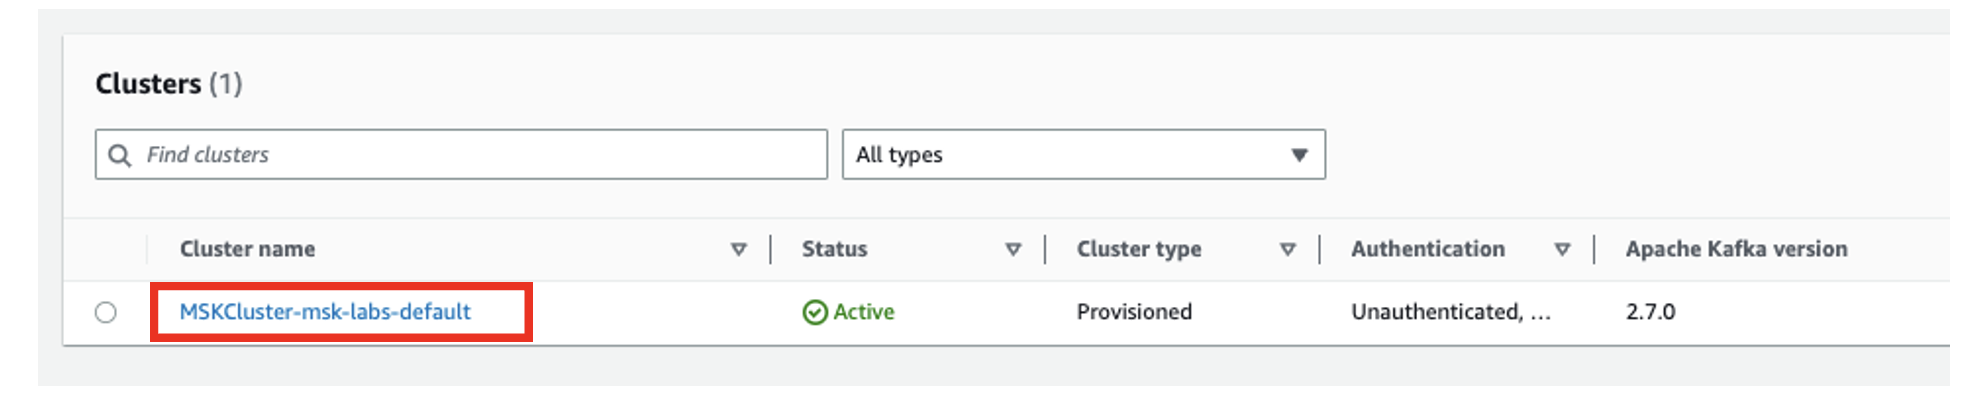 Clusters (1)
Find clusters
All types
Cluster name Status Cluster type Authentication Apache Kafka version
MSKCluster-msk-labs-default Active Provisioned Unauthenticated, ... 2.7.0